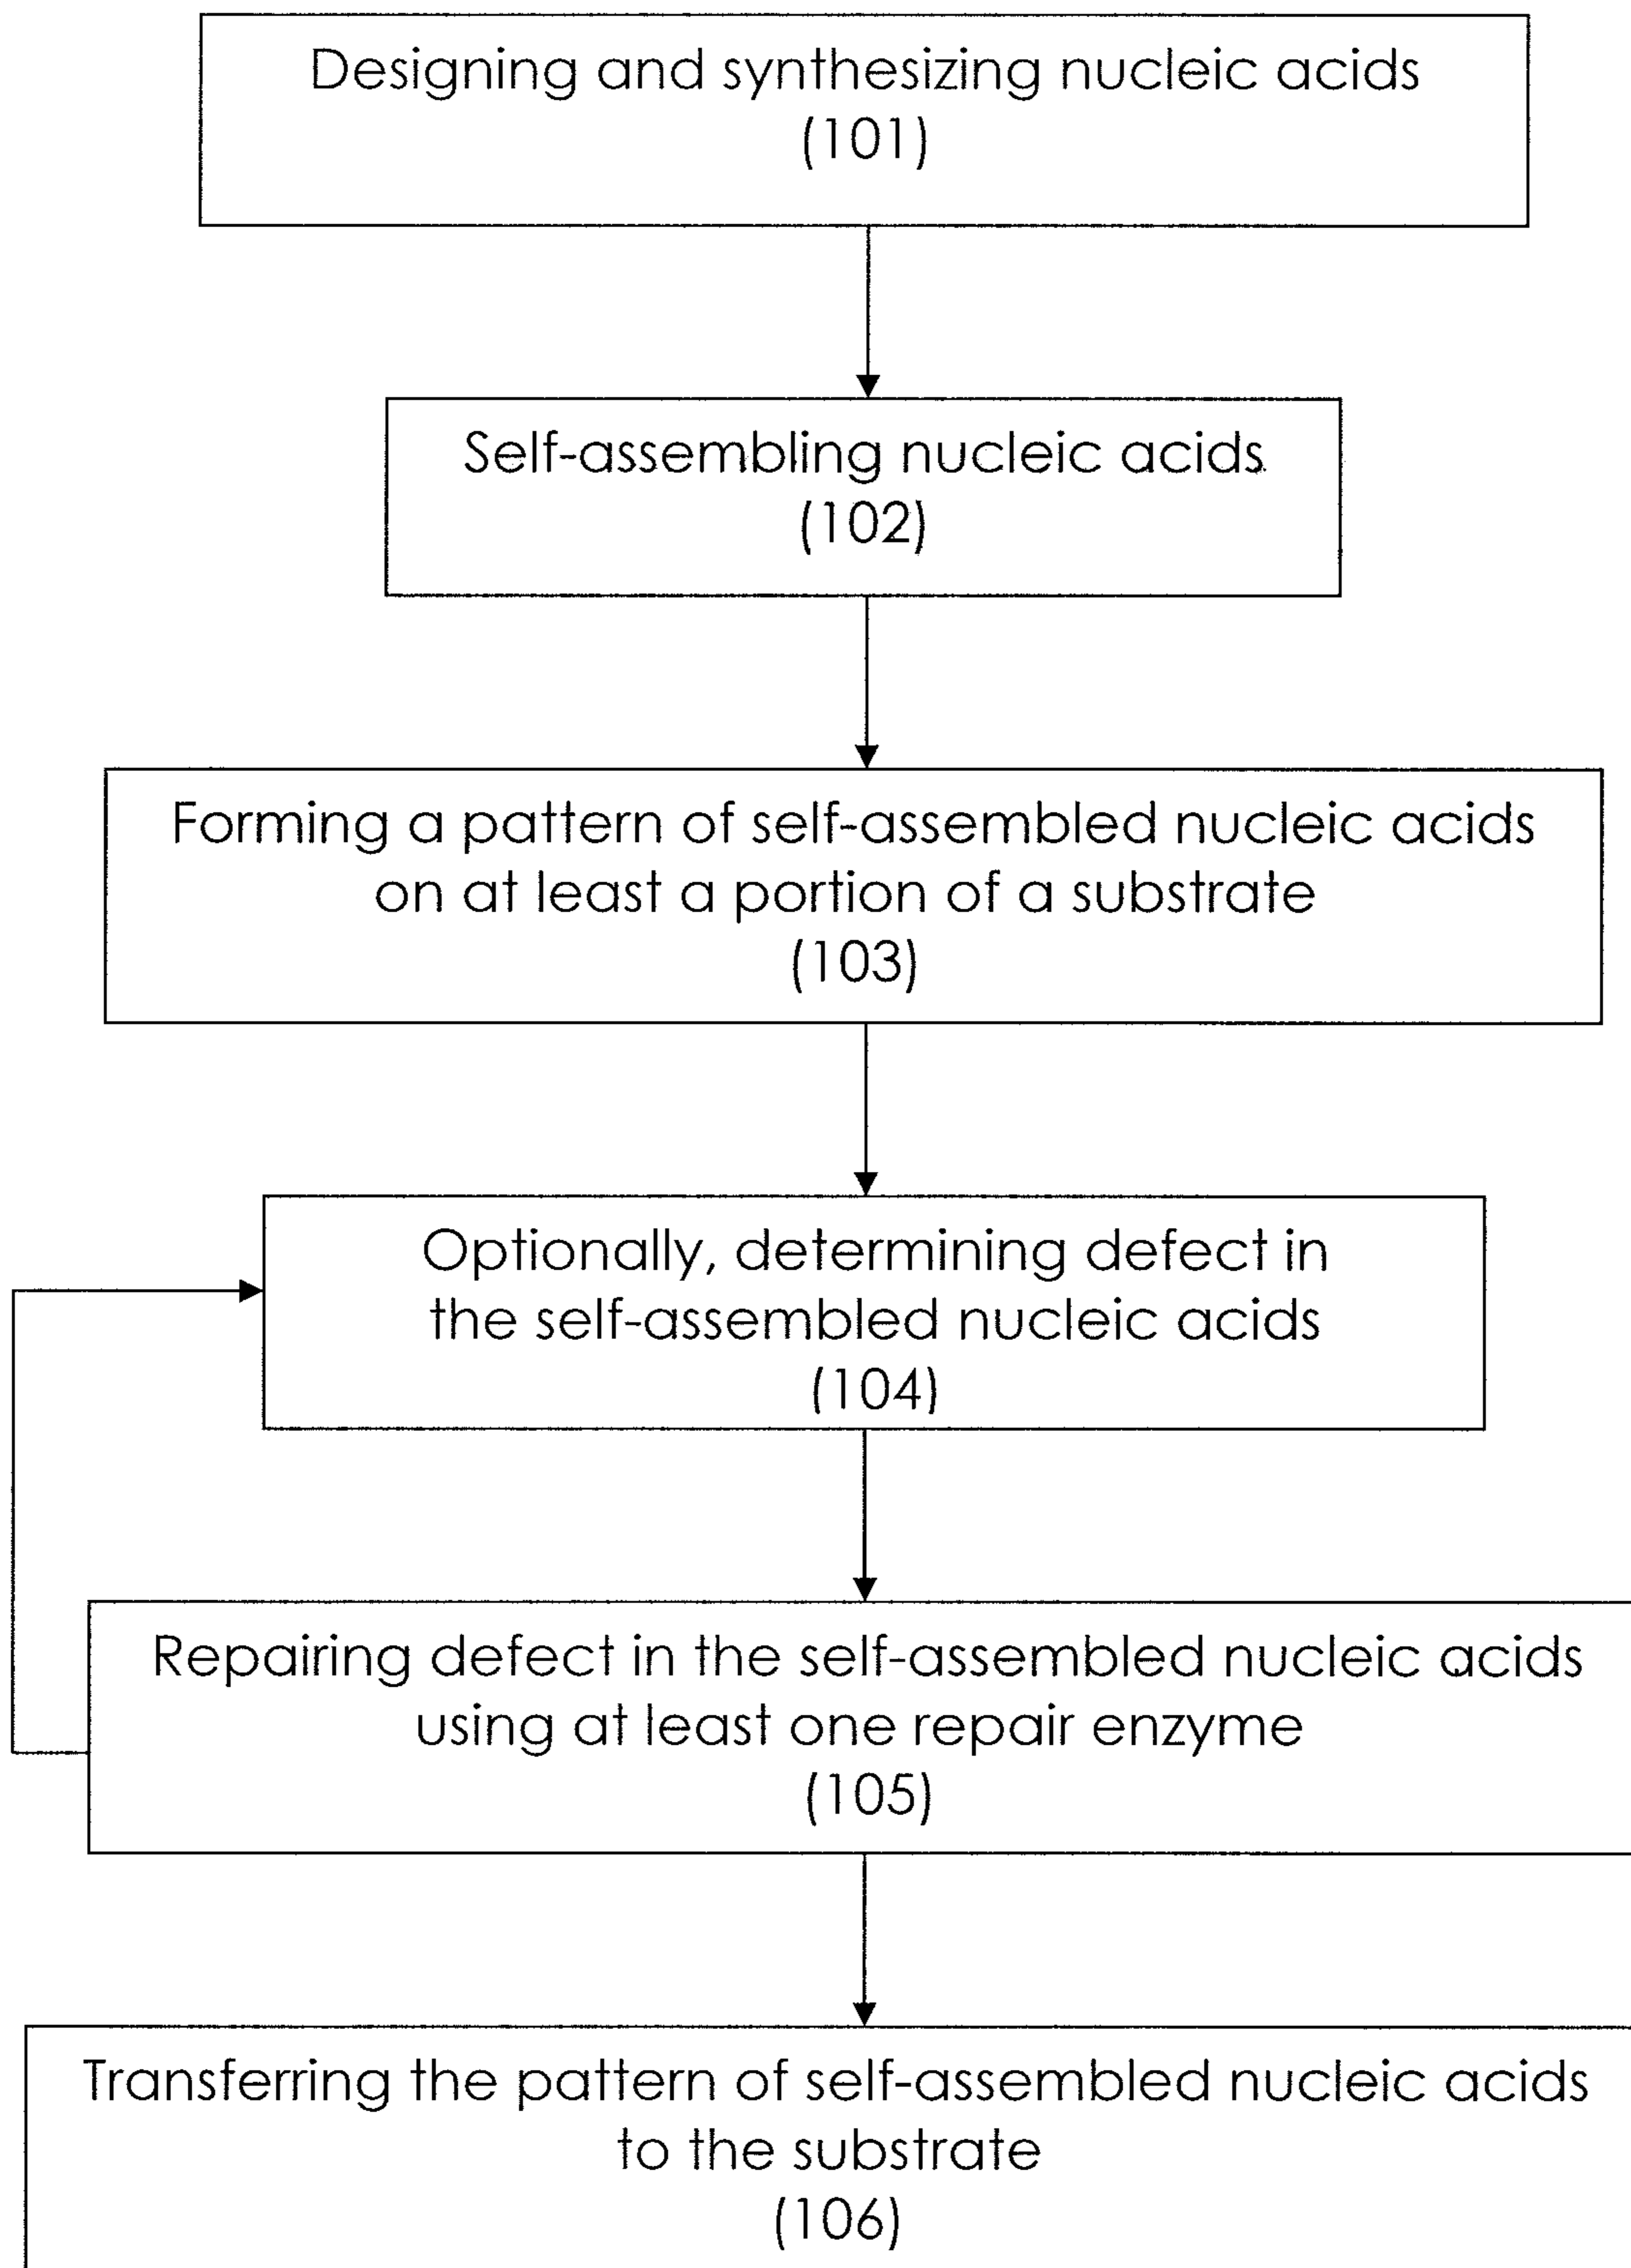 Designing and synthesizing nucleic acids
(101)
Self-assembling nucleic acids
(102)
Forming a pattern of self-assembled nucleic acids
on at least a portion of a substrate
(103)
Optionally, determining defect in
the self-assembled nucleic acids
(104)
Repairing defect in the self-assembled nucleic acids
using at least one repair enzyme
(105)
Transferring the pattern of self-assembled nucleic acids
to the substrate
(106)